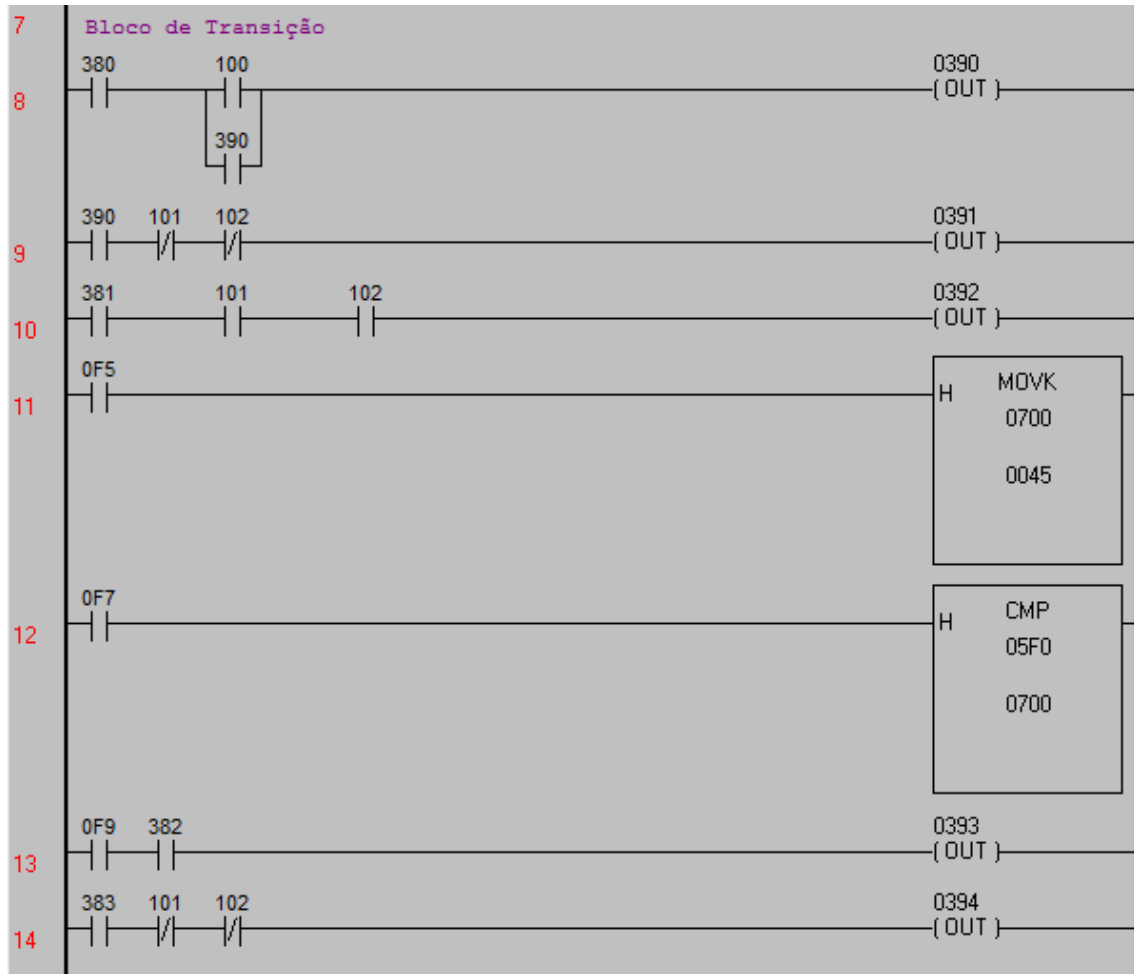 7 Bloco de Transição
380 100 0390
8 ( OUT )
390
390 101 102 0391
9 ( OUT )
381 101 102 0392
10 ( OUT )
0F5
11 H MOVK
0700
0045
0F7
12 H CMP
05F0
0700
0F9 382 0393
13 ( OUT )
383 101 102 0394
14 ( OUT )